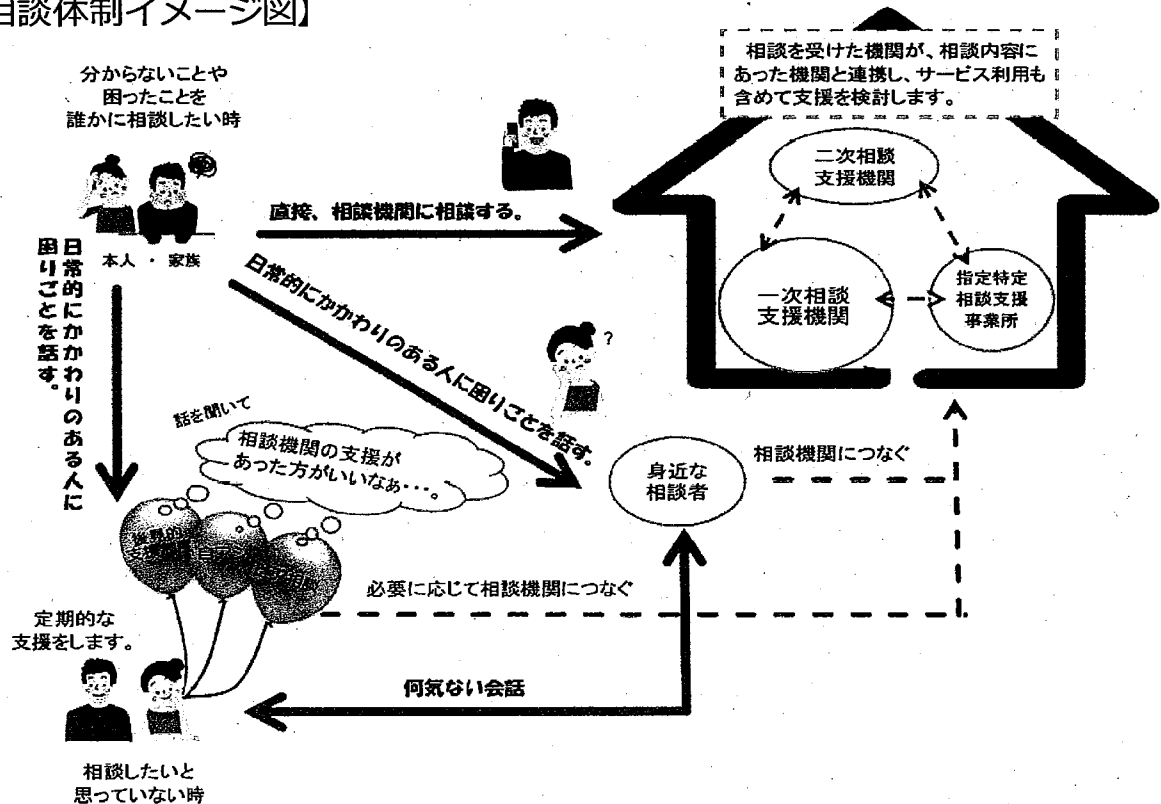 相談体制イメージ図】
分からないことや
困ったことを
誰かに相談したい時
本人 ・ 家族
直接、相談機関に相談する。
相談を受けた機関が、相談内容に
あった機関と連携し、サービス利用も
含めて支援を検討します。
二次相談
支援機関
一次相談
支援機関
指定特定
相談支援
事業所
日常的にかかわりのある人に
困りごとを話す。
日常的にかかわりのある人に困りごとを話す。
?
話を聞いて
相談機関の支援が
あった方がいいなぁ・・・。
身近な
相談者
相談機関につなぐ
必要に応じて相談機関につなぐ
定期的な
支援をします。
何気ない会話
相談したいと
思っていない時